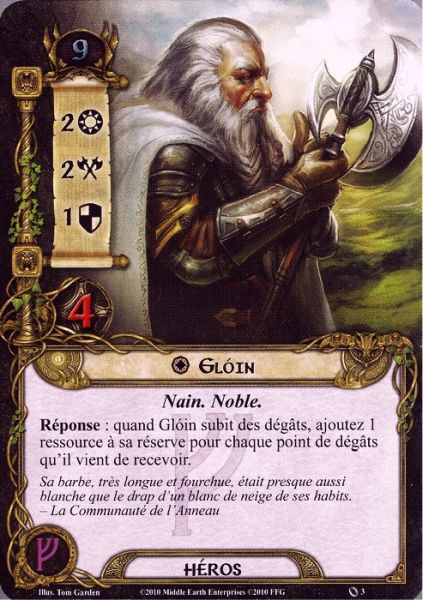 9
2
2
1
4
Glóin
Nain. Noble.
Réponse : quand Glóin subit des dégâts, ajoutez 1
ressource à sa réserve pour chaque point de dégâts
qu'il vient de recevoir.
Sa barbe, très longue et fourchue, était presque aussi
blanche que le drap d'un blanc de neige de ses habits.
– La Communauté de l'Anneau
HÉROS
Illus. Tom Garden ©2010 Middle Earth Enterprises ©2010 FFG 3